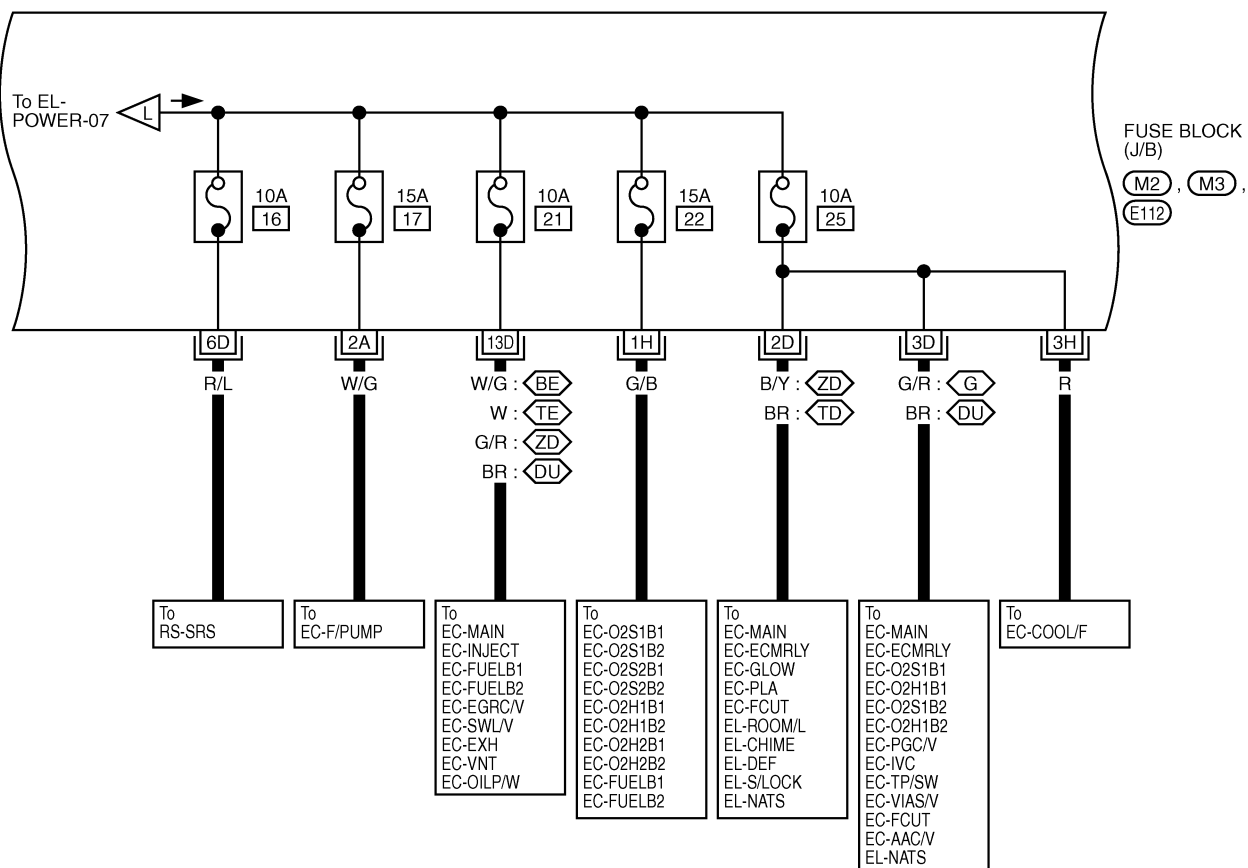 To EL-
POWER-07
L
FUSE BLOCK
(J/B)
M2 , M3 ,
E112
10A
16
15A
17
10A
21
15A
22
10A
25
6D
2A
13D
1H
2D
3D
3H
R/L
W/G
W/G : BE
W : TE
G/R : ZD
BR : DU
G/B
B/Y : ZD
BR : TD
G/R : G
BR : DU
R
To
RS-SRS
To
EC-F/PUMP
To
EC-MAIN
EC-INJECT
EC-FUELB1
EC-FUELB2
EC-EGRC/V
EC-SWL/V
EC-EXH
EC-VNT
EC-OILP/W
To
EC-O2S1B1
EC-O2S1B2
EC-O2S2B1
EC-O2S2B2
EC-O2H1B1
EC-O2H1B2
EC-O2H2B1
EC-O2H2B2
EC-FUELB1
EC-FUELB2
To
EC-MAIN
EC-ECMRLY
EC-GLOW
EC-PLA
EC-FCUT
EL-ROOM/L
EL-CHIME
EL-DEF
EL-S/LOCK
EL-NATS
To
EC-MAIN
EC-ECMRLY
EC-O2S1B1
EC-O2H1B1
EC-O2S1B2
EC-O2H1B2
EC-PGC/V
EC-IVC
EC-TP/SW
EC-VIAS/V
EC-FCUT
EC-AAC/V
EL-NATS
To
EC-COOL/F